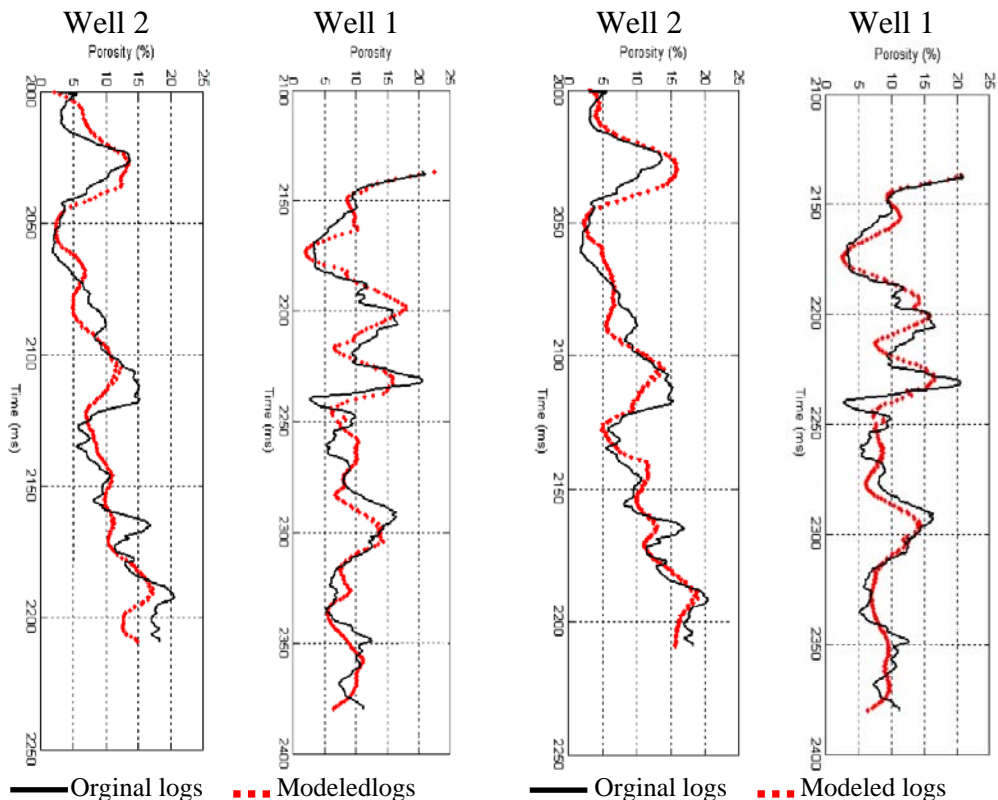 Well 2
Porosity (%)
0 5 10 15 20 25
2000
2050
2100
Time (ms)
2150
2200
2250
Well 1
Porosity
0 5 10 15 20 25
2100
2150
2200
Time (ms)
2250
2300
2350
2400
Well 2
Porosity (%)
0 5 10 15 20 25
2000
2050
2100
Time (ms)
2150
2200
2250
Well 1
Porosity (%)
0 5 10 15 20 25
2100
2150
2200
Time (ms)
2250
2300
2350
2400
Orginal logs
Modeledlogs
Orginal logs
Modeled logs